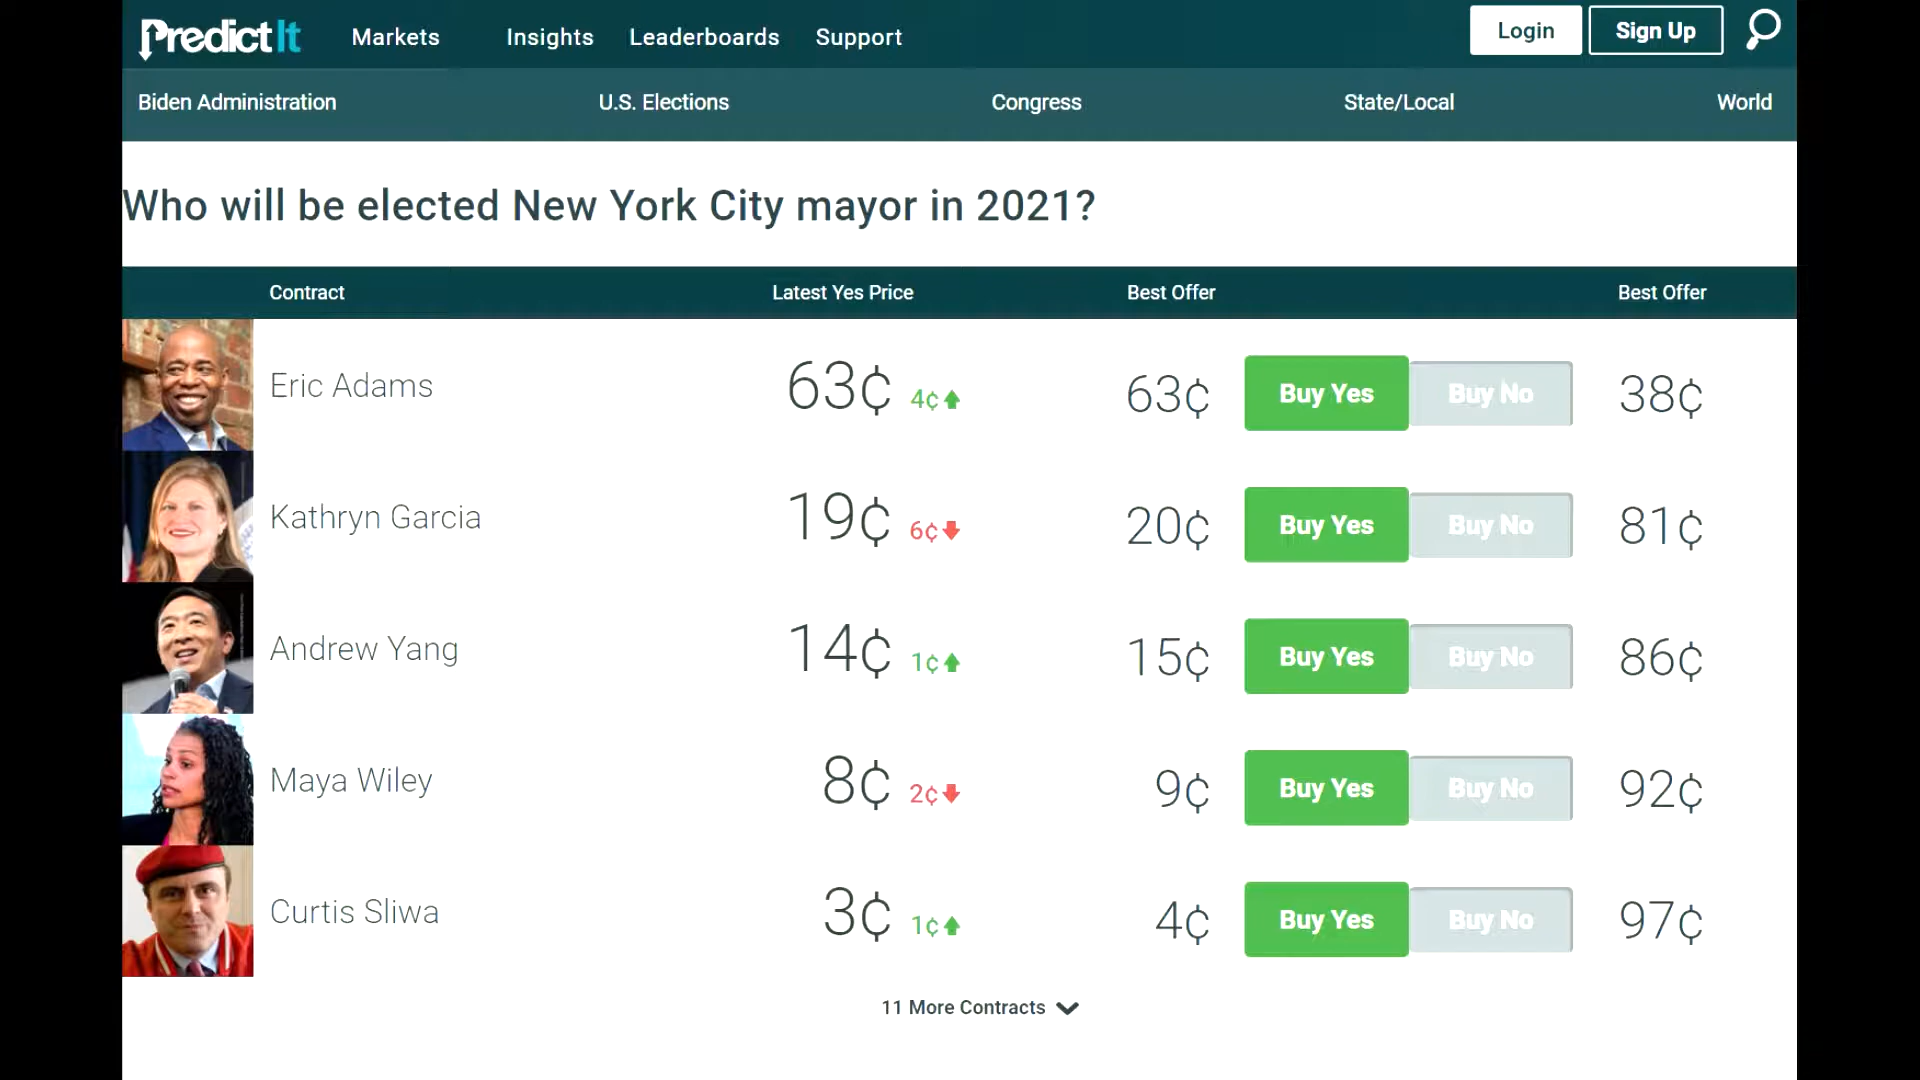 PredictIt Markets Insights Leaderboards Support Login Sign Up
Biden Administration U.S. Elections Congress State/Local World
Who will be elected New York City mayor in 2021?
Contract Latest Yes Price Best Offer Best Offer
Eric Adams 63¢ 4¢ 63¢ Buy Yes Buy No 38¢
Kathryn Garcia 19¢ 6¢ 20¢ Buy Yes Buy No 81¢
Andrew Yang 14¢ 1¢ 15¢ Buy Yes Buy No 86¢
Maya Wiley 8¢ 2¢ 9¢ Buy Yes Buy No 92¢
Curtis Sliwa 3¢ 1¢ 4¢ Buy Yes Buy No 97¢
11 More Contracts